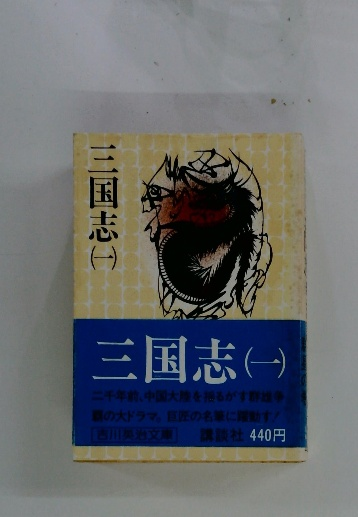 三国志(一)
三国志(一)
二千年前、中国大陸を揺るがす群雄争
覇の大ドラマ。巨匠の名筆に躍動す!
吉川英治文庫 講談社 440円